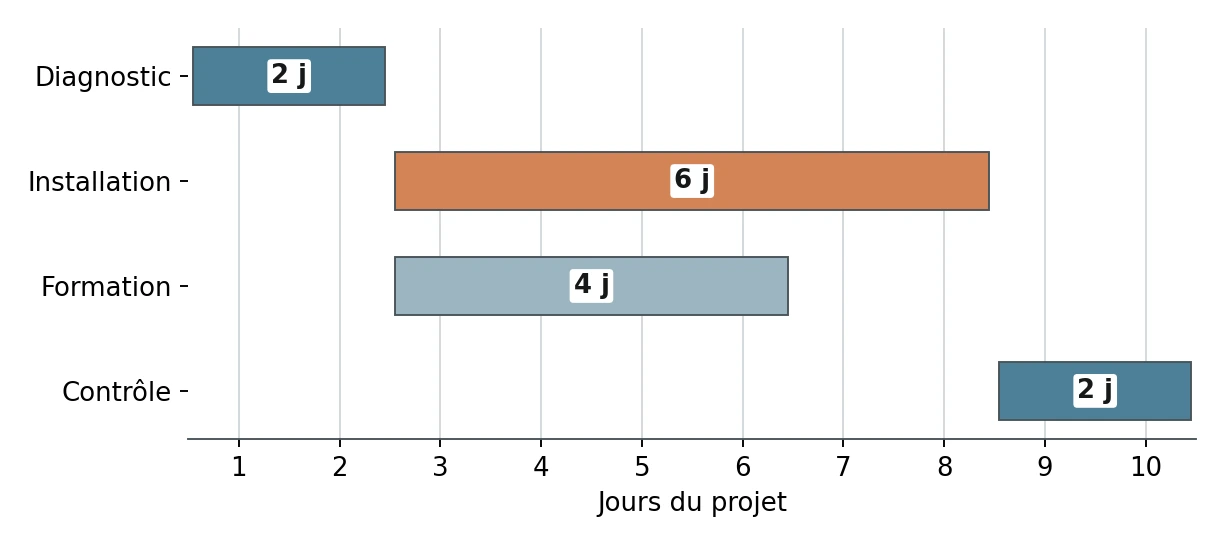 Diagnostic
2 j
Installation
6 j
Formation
4 j
Contrôle
2 j
1 2 3 4 5 6 7 8 9 10
Jours du projet